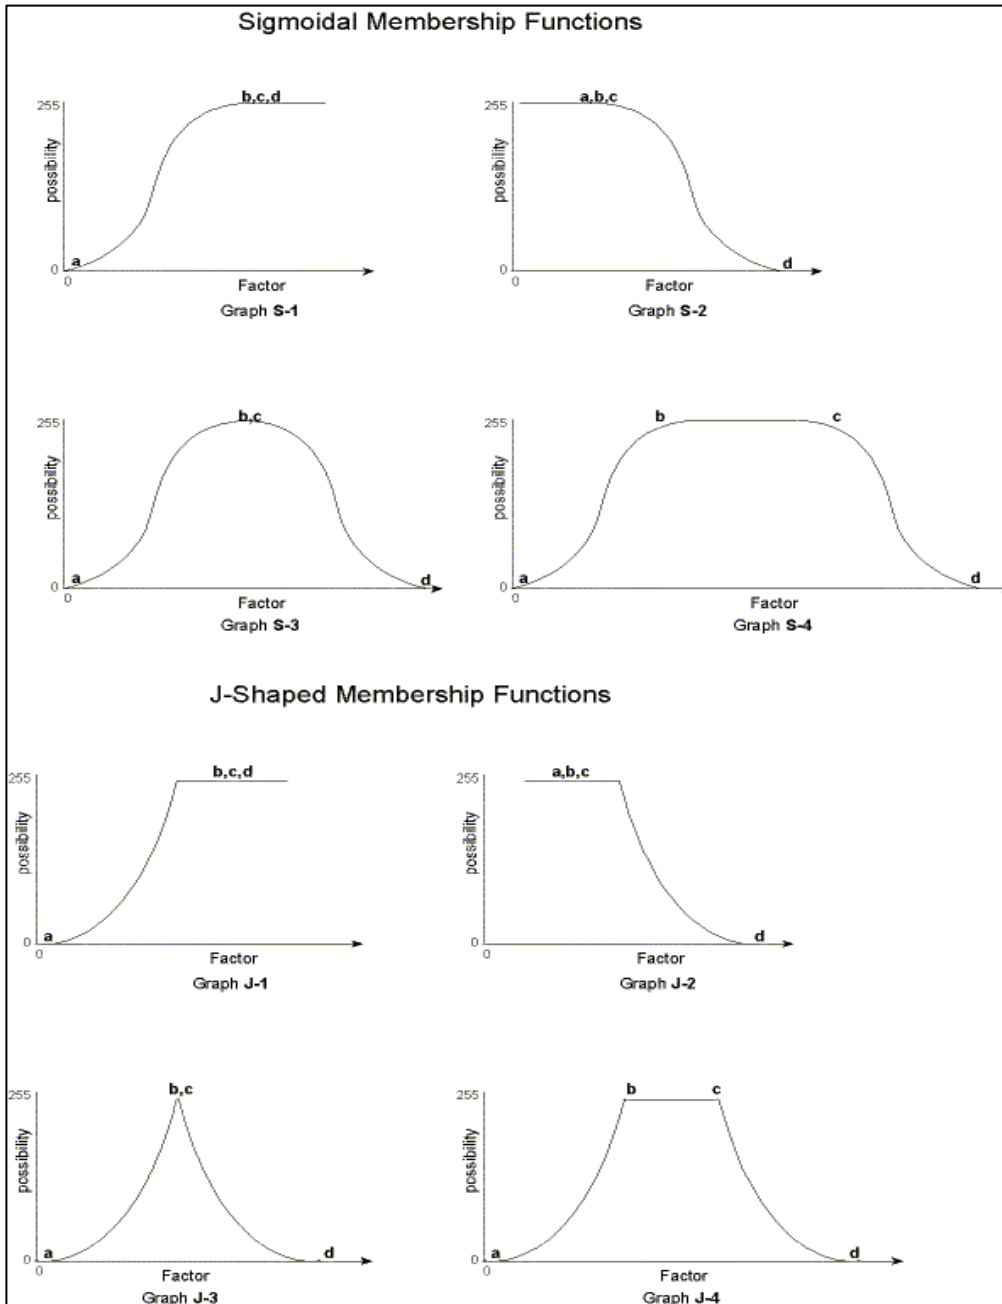 Sigmoidal Membership Functions
b,c,d
255
possibility
a
0
0
Factor
Graph S-1
a,b,c
255
possibility
0
d
0
Factor
Graph S-2
b,c
255
possibility
a
d
0
0
Factor
Graph S-3
b
c
255
possibility
a
d
0
0
Factor
Graph S-4
J-Shaped Membership Functions
b,c,d
255
possibility
a
0
0
Factor
Graph J-1
a,b,c
255
possibility
d
0
0
Factor
Graph J-2
b,c
255
possibility
a
d
0
0
Factor
Graph J-3
b
c
255
possibility
a
d
0
0
Factor
Graph J-4